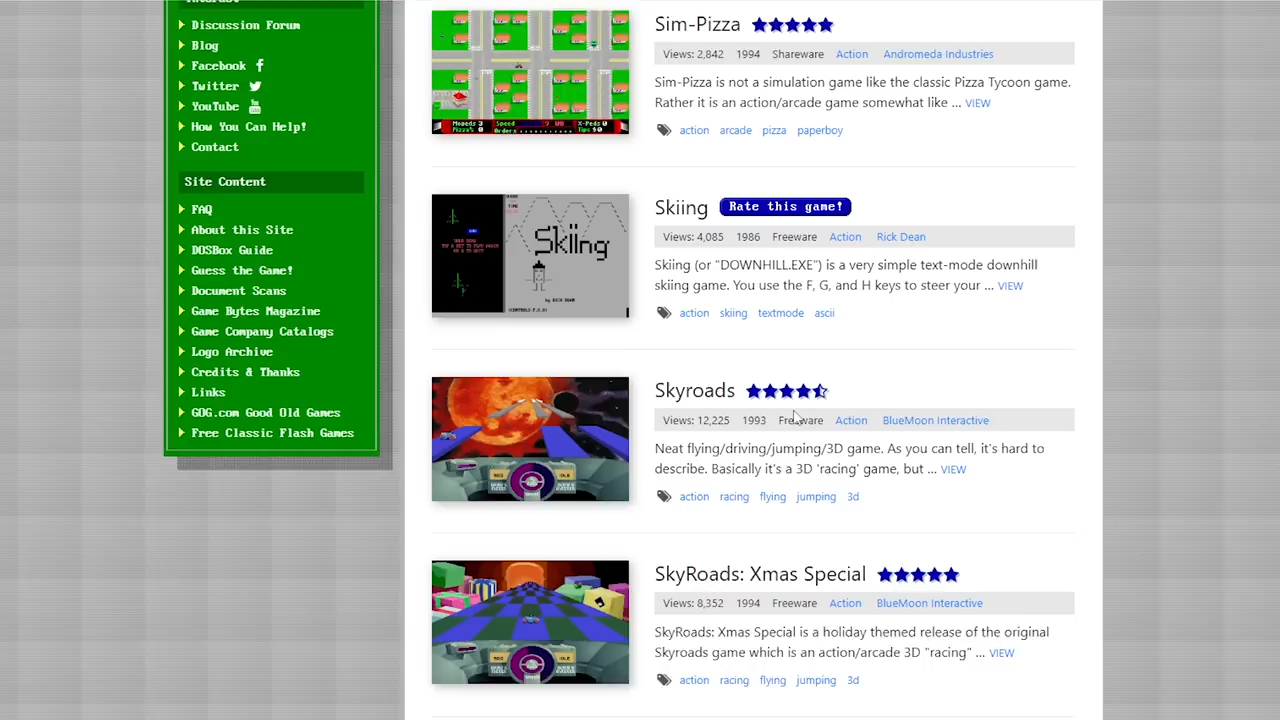 Discussion Forum
Blog
Facebook
Twitter
YouTube
How You Can Help!
Contact
Site Content
FAQ
About this Site
DOSBox Guide
Guess the Game!
Document Scans
Game Bytes Magazine
Game Company Catalogs
Logo Archive
Credits & Thanks
Links
GOG.com Good Old Games
Free Classic Flash Games
Sim-Pizza
Views: 2,842 1994 Shareware Action Andromeda Industries
Sim-Pizza is not a simulation game like the classic Pizza Tycoon game.
Rather it is an action/arcade game somewhat like ... VIEW
action arcade pizza paperboy
Skiing Rate this game!
Views: 4,085 1986 Freeware Action Rick Dean
Skiing (or "DOWNHILL.EXE") is a very simple text-mode downhill
skiing game. You use the F, G, and H keys to steer your ... VIEW
action skiing textmode ascii
Skiing
by RICK DEAN
Skyroads
Views: 12,225 1993 Freeware Action BlueMoon Interactive
Neat flying/driving/jumping/3D game. As you can tell, it's hard to
describe. Basically it's a 3D 'racing' game, but ... VIEW
action racing flying jumping 3d
SkyRoads: Xmas Special
Views: 8,352 1994 Freeware Action BlueMoon Interactive
SkyRoads: Xmas Special is a holiday themed release of the original
Skyroads game which is an action/arcade 3D "racing" ... VIEW
action racing flying jumping 3d